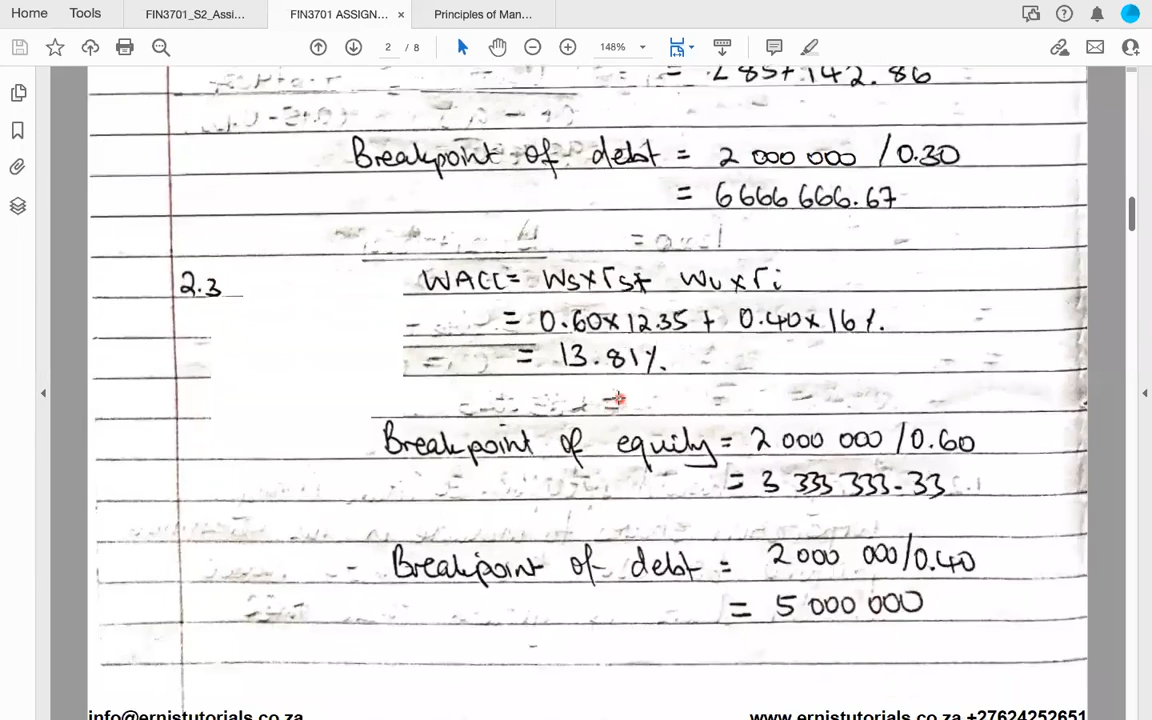 Home Tools FIN3701_S2_Assi... FIN3701 ASSIGN... × Principles of Man...
2 / 8 148%
= 2857142.86
Breakpoint of debt = 2 000 000 / 0.30
= 6666 666.67
2.3 WACC = Ws x rs + Wi x ri
= 0.60 x 12.35 + 0.40 x 16 %.
= 13.81%.
Breakpoint of equity = 2 000 000 / 0.60
= 3 333 333.33
- Breakpoint of debt = 2 000 000/0.40
= 5 000 000
info@ernistutorials.co.za www.ernistutorials.co.za +27624252651